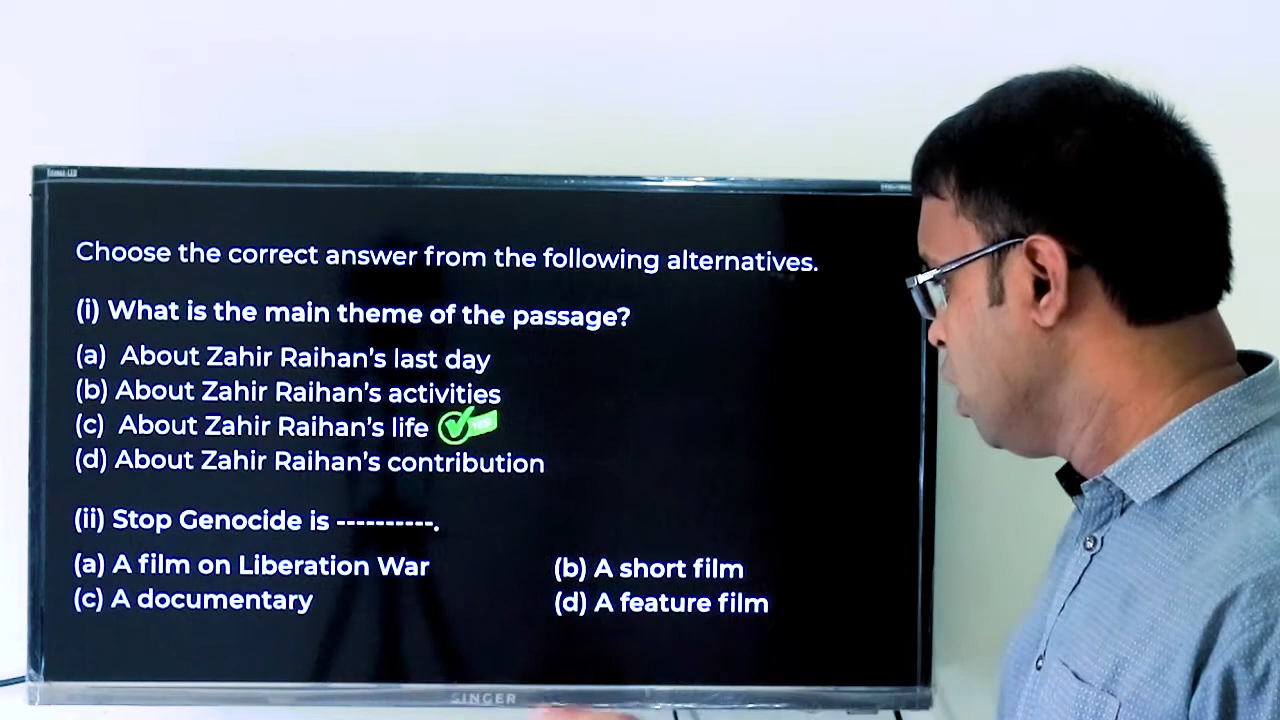 Choose the correct answer from the following alternatives.
(i) What is the main theme of the passage?
(a) About Zahir Raihan's last day
(b) About Zahir Raihan's activities
(c) About Zahir Raihan's life
(d) About Zahir Raihan's contribution
(ii) Stop Genocide is ----------.
(a) A film on Liberation War (b) A short film
(c) A documentary (d) A feature film
SINGER